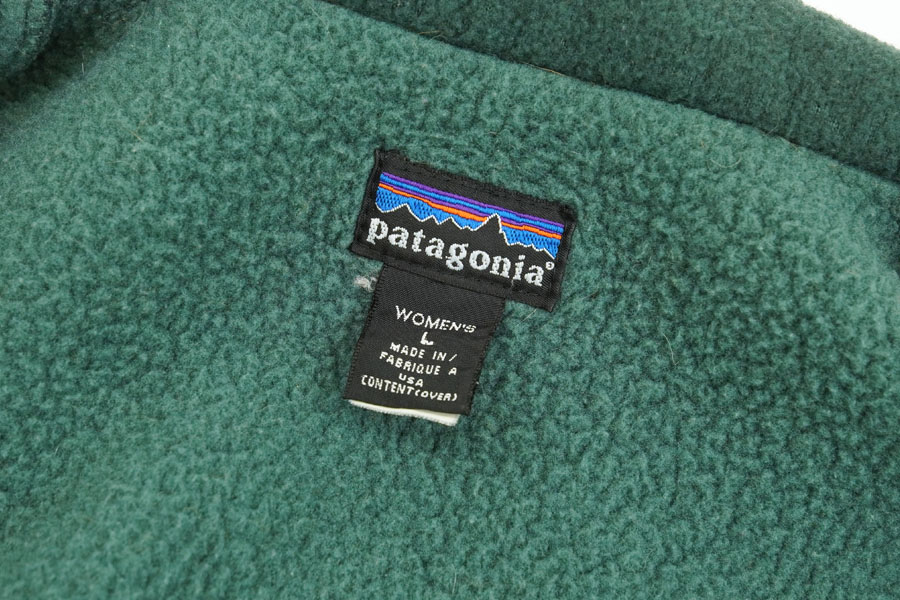 patagonia®
WOMEN'S
L
MADE IN/
FABRIQUE A
USA
CONTENT(OVER)